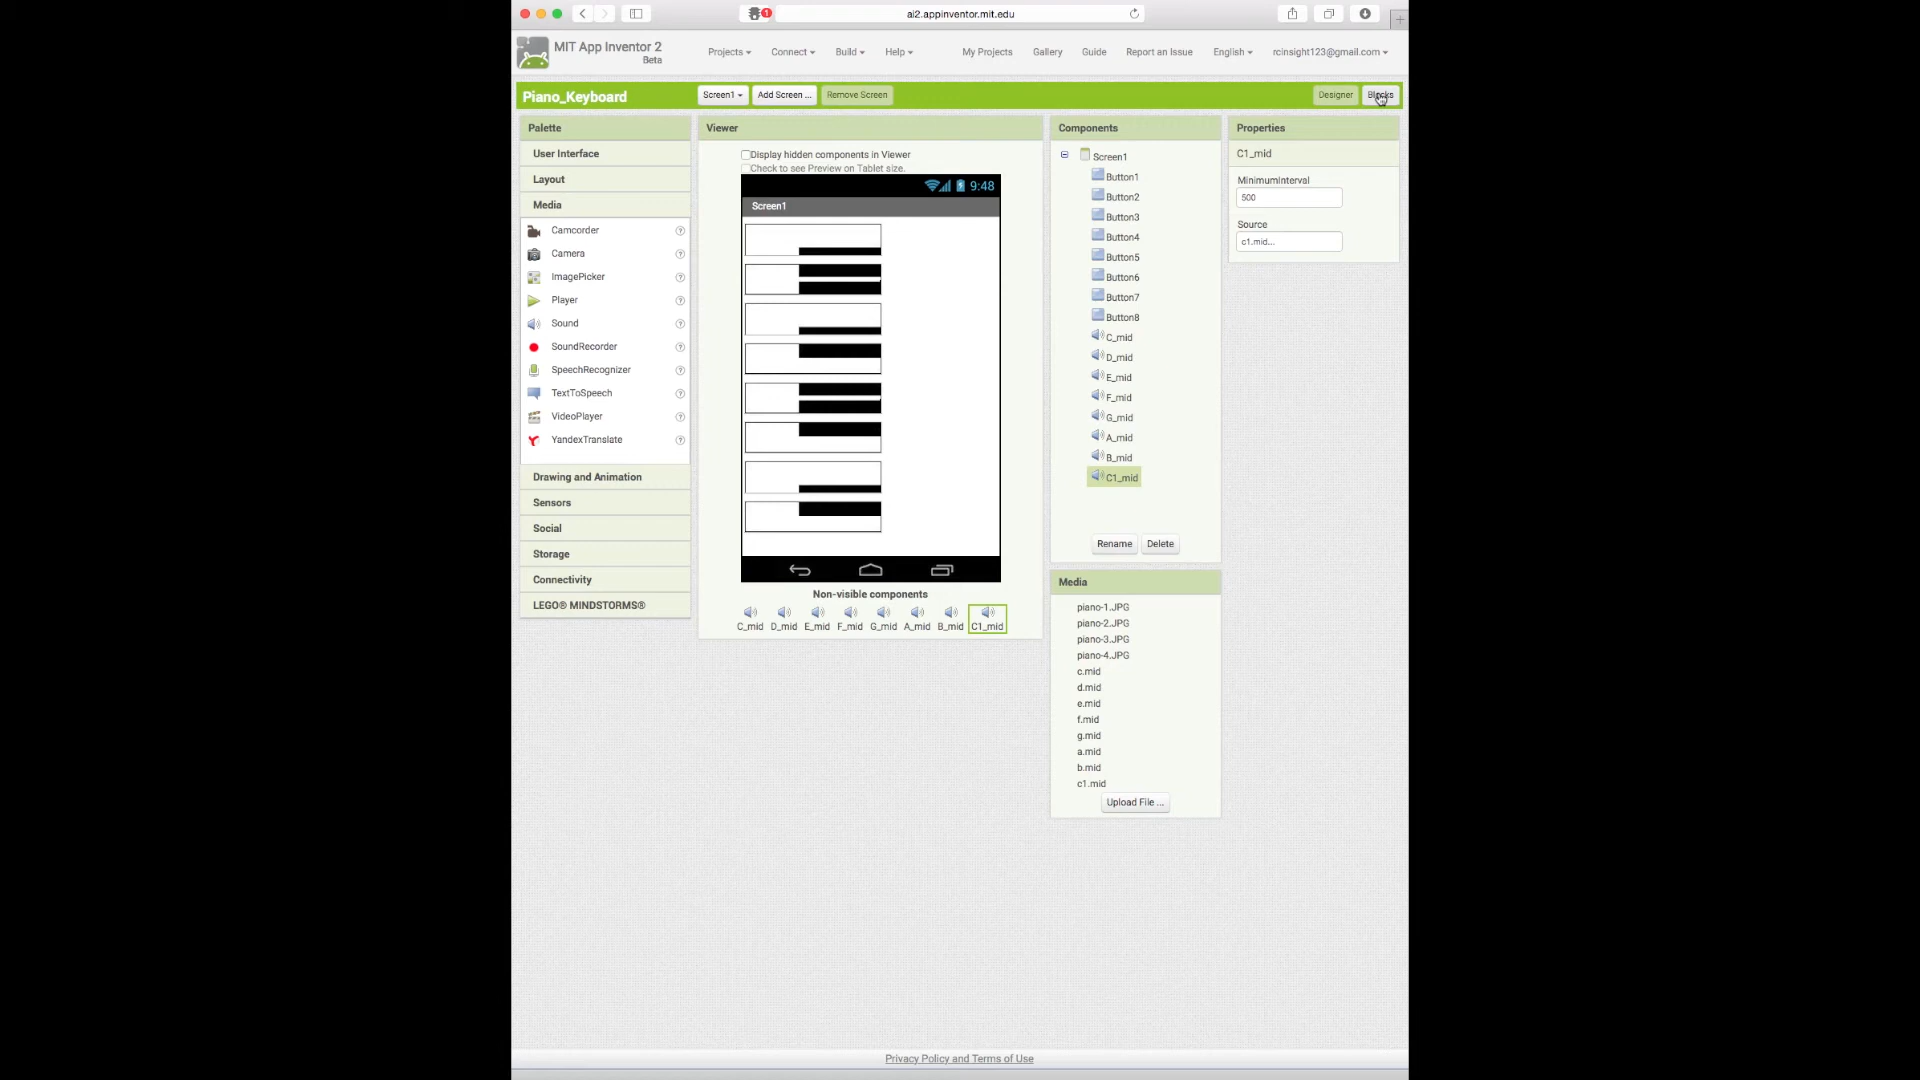 1
ai2.appinventor.mit.edu
MIT App Inventor 2
Beta
Projects Connect Build Help My Projects Gallery Guide Report an Issue English rcinsight123@gmail.com
Piano_Keyboard
Screen1 Add Screen ... Remove Screen Designer Blocks
Palette
User Interface
Layout
Media
Camcorder
Camera
ImagePicker
Player
Sound
SoundRecorder
SpeechRecognizer
TextToSpeech
VideoPlayer
YandexTranslate
Drawing and Animation
Sensors
Social
Storage
Connectivity
LEGO® MINDSTORMS®
Viewer
Display hidden components in Viewer
Check to see Preview on Tablet size.
9:48
Screen1
Non-visible components
C_mid D_mid E_mid F_mid G_mid A_mid B_mid C1_mid
Components
Screen1
Button1
Button2
Button3
Button4
Button5
Button6
Button7
Button8
C_mid
D_mid
E_mid
F_mid
G_mid
A_mid
B_mid
C1_mid
Rename Delete
Media
piano-1.JPG
piano-2.JPG
piano-3.JPG
piano-4.JPG
c.mid
d.mid
e.mid
f.mid
g.mid
a.mid
b.mid
c1.mid
Upload File ...
Properties
C1_mid
MinimumInterval
500
Source
c1.mid...
Privacy Policy and Terms of Use